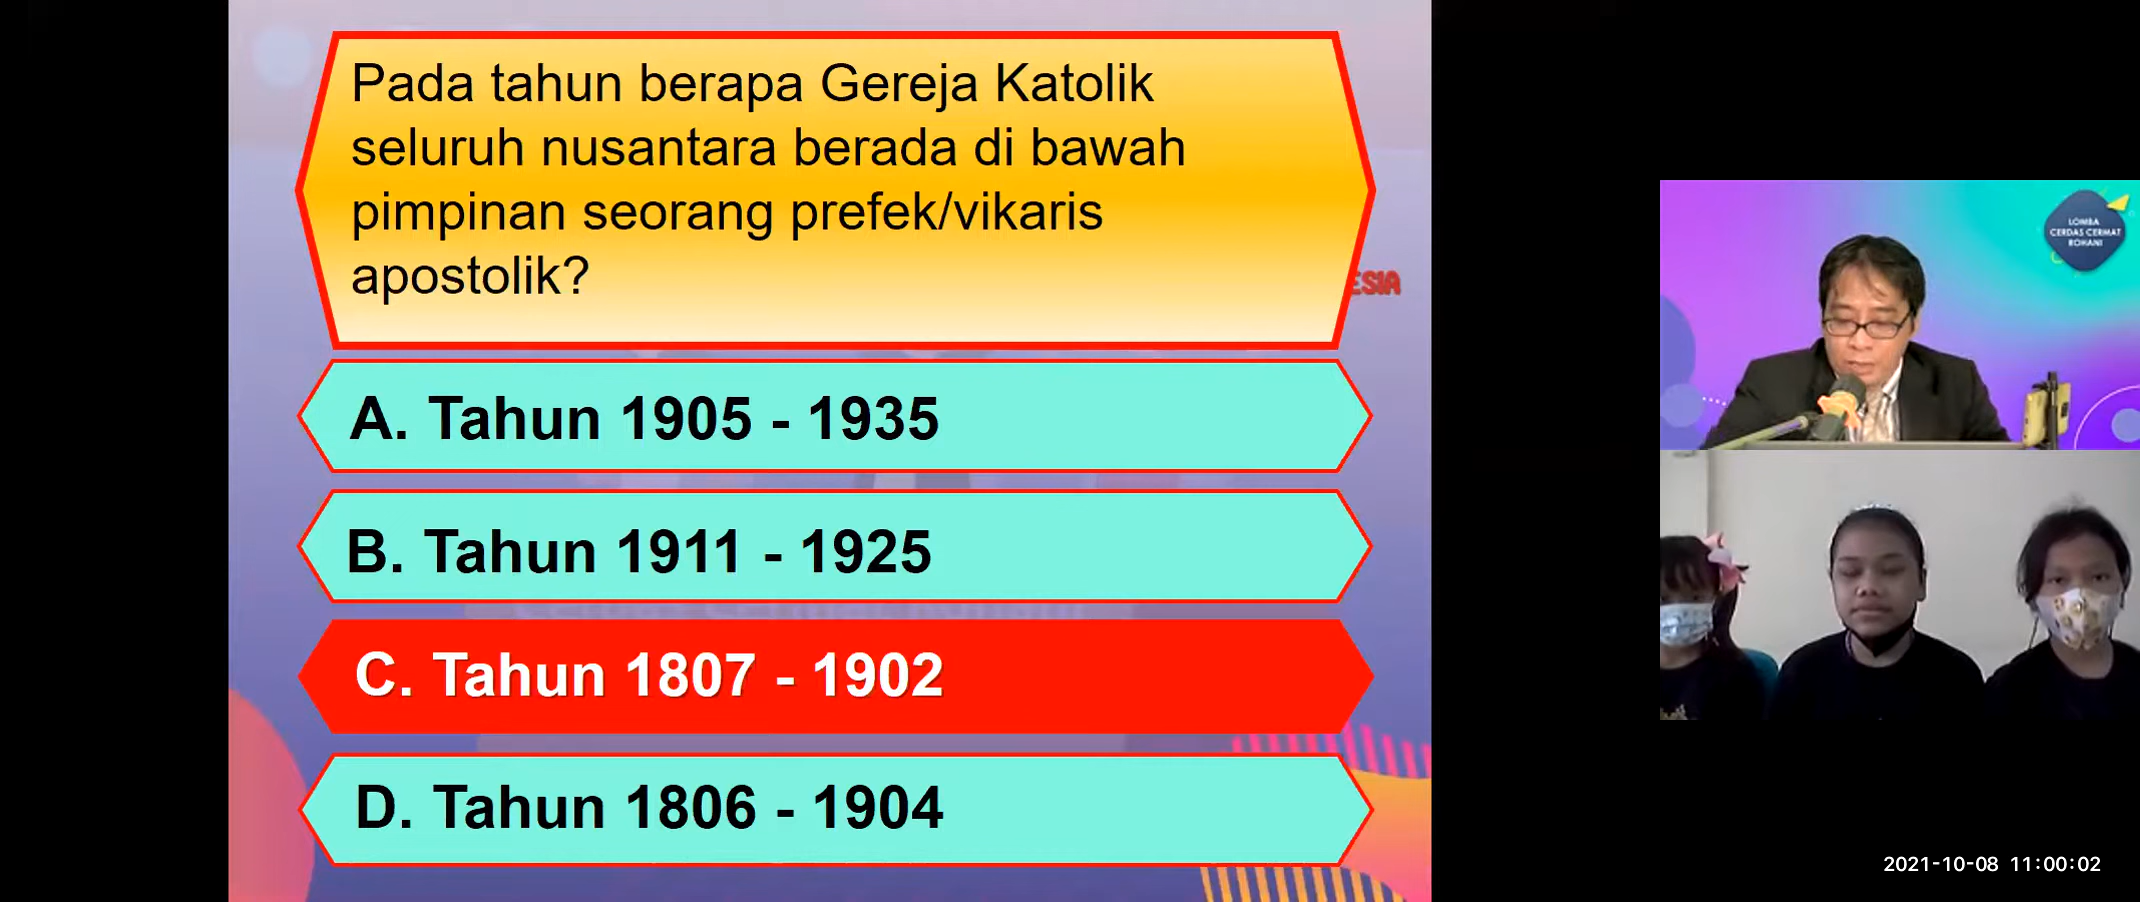 Pada tahun berapa Gereja Katolik
seluruh nusantara berada di bawah
pimpinan seorang prefek/vikaris
apostolik?
ESIA
A. Tahun 1905 - 1935
B. Tahun 1911 - 1925
C. Tahun 1807 - 1902
D. Tahun 1806 - 1904
LOMBA
CERDAS CERMAT
ROHANI
2021-10-08 11:00:02